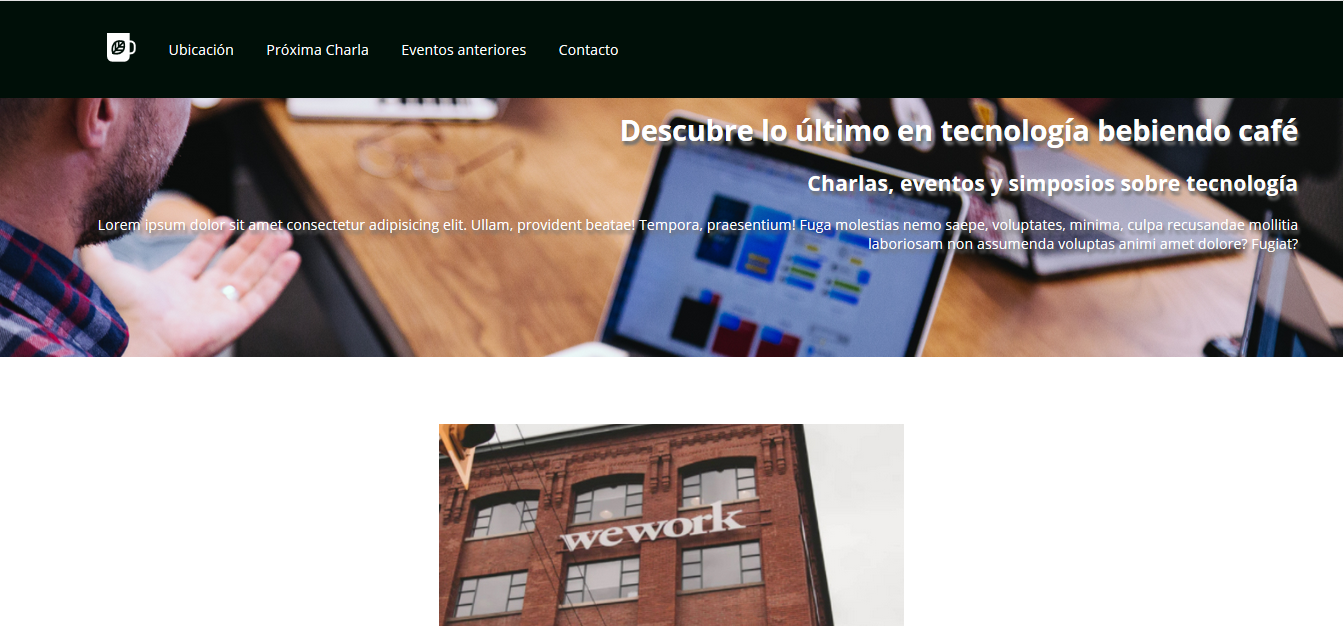 Ubicación Próxima Charla Eventos anteriores Contacto
Descubre lo último en tecnología bebiendo café
Charlas, eventos y simposios sobre tecnología
Lorem ipsum dolor sit amet consectetur adipisicing elit. Ullam, provident beatae! Tempora, praesentium! Fuga molestias nemo saepe, voluptates, minima, culpa recusandae mollitia
laboriosam non assumenda voluptas animi amet dolore? Fugiat?
wework